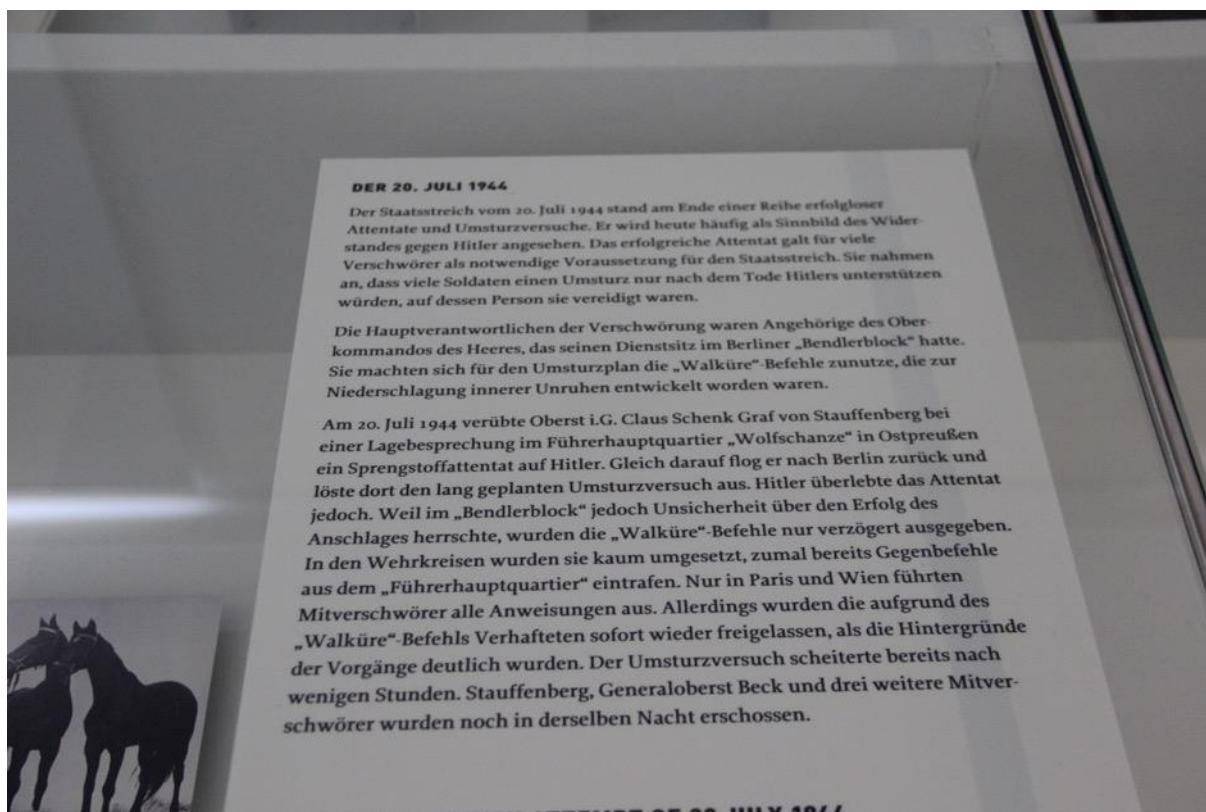 DER 20. JULI 1944
Der Staatsstreich vom 20. Juli 1944 stand am Ende einer Reihe erfolgloser
Attentate und Umsturzversuche. Er wird heute häufig als Sinnbild des Wider-
standes gegen Hitler angesehen. Das erfolgreiche Attentat galt für viele
Verschwörer als notwendige Voraussetzung für den Staatsstreich. Sie nahmen
an, dass viele Soldaten einen Umsturz nur nach dem Tode Hitlers unterstützen
würden, auf dessen Person sie vereidigt waren.
Die Hauptverantwortlichen der Verschwörung waren Angehörige des Ober-
kommandos des Heeres, das seinen Dienstsitz im Berliner „Bendlerblock“ hatte.
Sie machten sich für den Umsturzplan die „Walküre“-Befehle zunutze, die zur
Niederschlagung innerer Unruhen entwickelt worden waren.
Am 20. Juli 1944 verübte Oberst i.G. Claus Schenk Graf von Stauffenberg bei
einer Lagebesprechung im Führerhauptquartier „Wolfschanze“ in Ostpreußen
ein Sprengstoffattentat auf Hitler. Gleich darauf flog er nach Berlin zurück und
löste dort den lang geplanten Umsturzversuch aus. Hitler überlebte das Attentat
jedoch. Weil im „Bendlerblock“ jedoch Unsicherheit über den Erfolg des
Anschlages herrschte, wurden die „Walküre“-Befehle nur verzögert ausgegeben.
In den Wehrkreisen wurden sie kaum umgesetzt, zumal bereits Gegenbefehle
aus dem „Führerhauptquartier“ eintrafen. Nur in Paris und Wien führten
Mitverschwörer alle Anweisungen aus. Allerdings wurden die aufgrund des
„Walküre“-Befehls Verhafteten sofort wieder freigelassen, als die Hintergründe
der Vorgänge deutlich wurden. Der Umsturzversuch scheiterte bereits nach
wenigen Stunden. Stauffenberg, Generaloberst Beck und drei weitere Mitver-
schwörer wurden noch in derselben Nacht erschossen.
ATTEMPT OF 20 JULY 1944